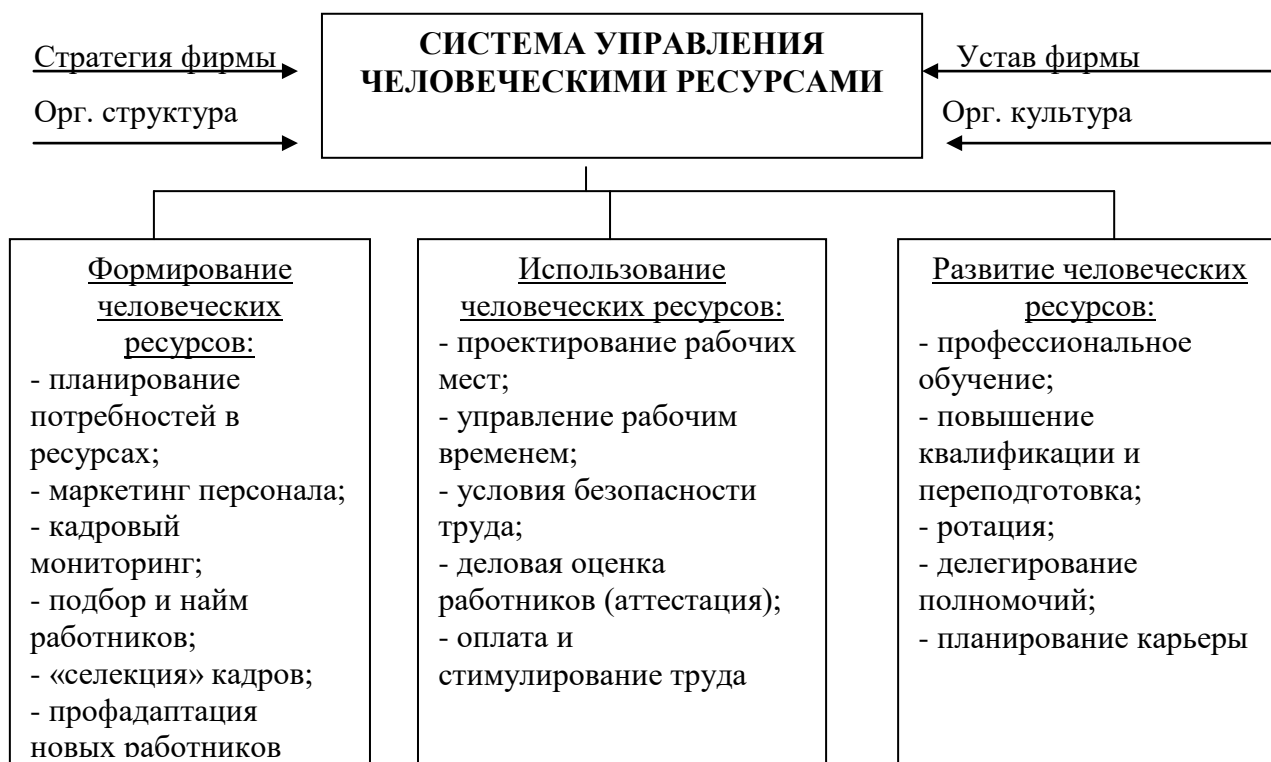 СИСТЕМА УПРАВЛЕНИЯ
ЧЕЛОВЕЧЕСКИМИ РЕСУРСАМИ
Стратегия фирмы
Орг. структура
Устав фирмы
Орг. культура
Формирование
человеческих
ресурсов:
- планирование
потребностей в
ресурсах;
- маркетинг персонала;
- кадровый
мониторинг;
- подбор и найм
работников;
- «селекция» кадров;
- профадаптация
новых работников
Использование
человеческих ресурсов:
- проектирование рабочих
мест;
- управление рабочим
временем;
- условия безопасности
труда;
- деловая оценка
работников (аттестация);
- оплата и
стимулирование труда
Развитие человеческих
ресурсов:
- профессиональное
обучение;
- повышение
квалификации и
переподготовка;
- ротация;
- делегирование
полномочий;
- планирование карьеры